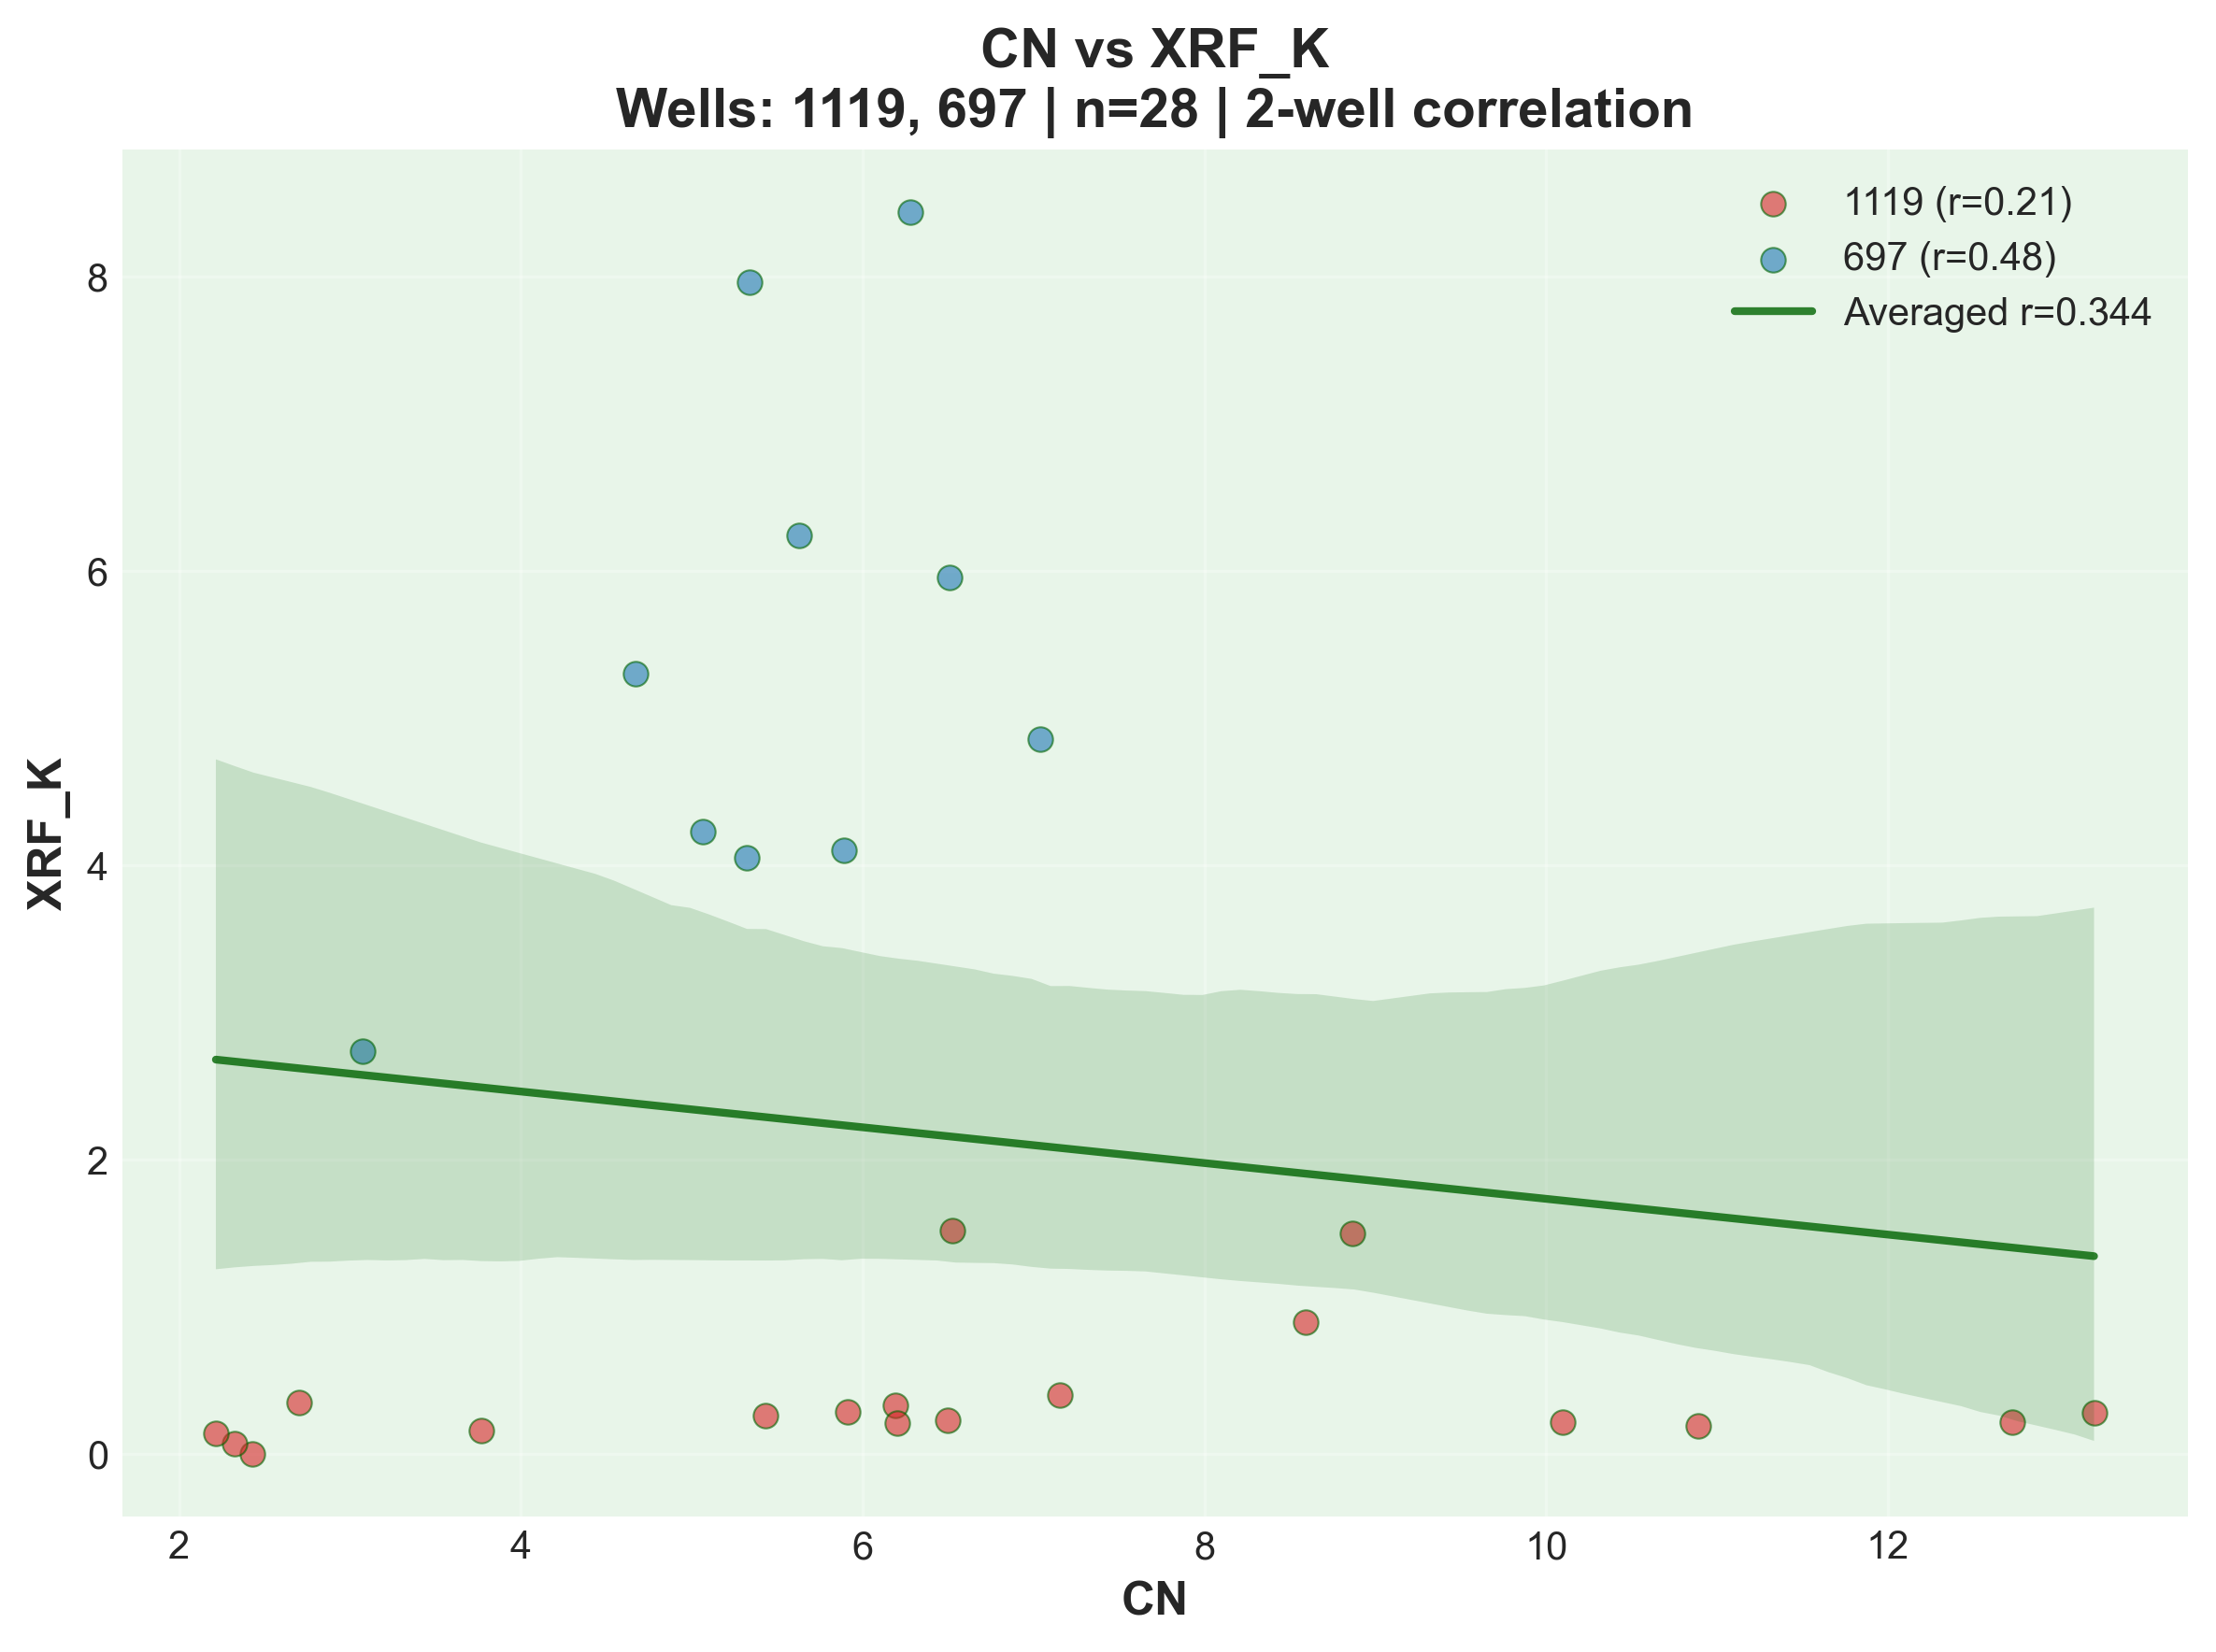 CN vs XRF_K
Wells: 1119, 697 | n=28 | 2-well correlation
1119 (r=0.21)
697 (r=0.48)
Averaged r=0.344
XRF_K
8
6
4
2
0
2 4 6 8 10 12
CN